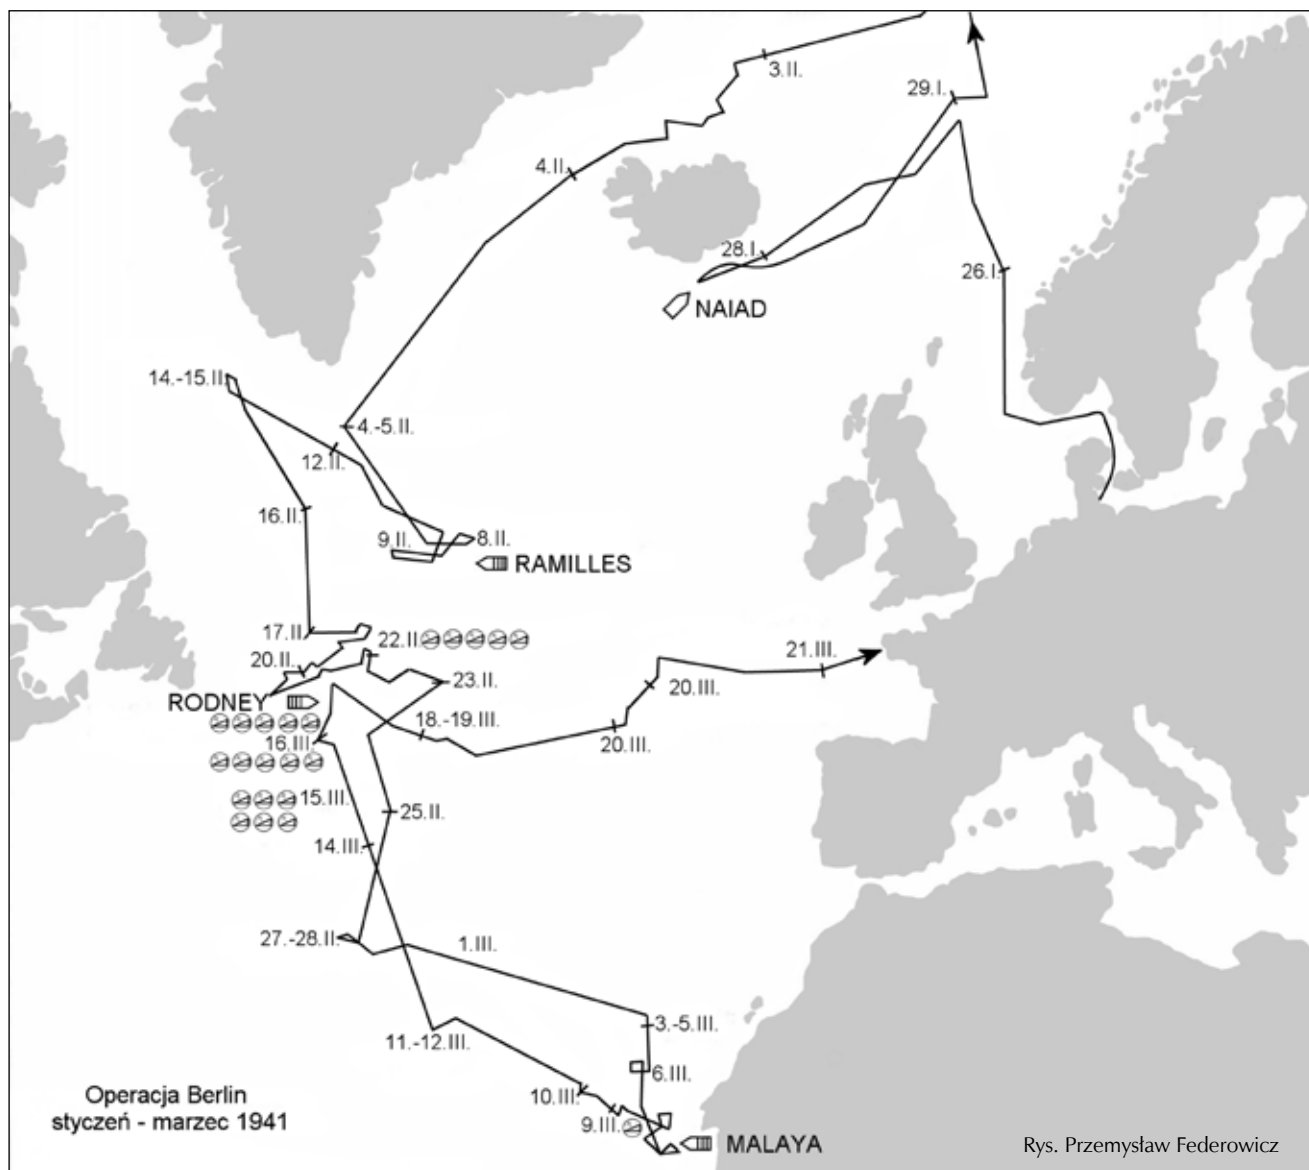 3.II.
29.I.
4.II.
28.I.
26.I.
NAIAD
14.-15.II.
4.-5.II.
12.II.
16.II.
9.II.
8.II.
RAMILLES
17.II.
22.II
20.II.
21.III.
23.II.
20.III.
RODNEY
18.-19.III.
20.III.
16.III.
15.III.
25.II.
14.III.
27.-28.II.
1.III.
3.-5.III.
11.-12.III.
6.III.
10.III.
9.III.
Operacja Berlin
styczeń - marzec 1941
MALAYA
Rys. Przemysław Federowicz